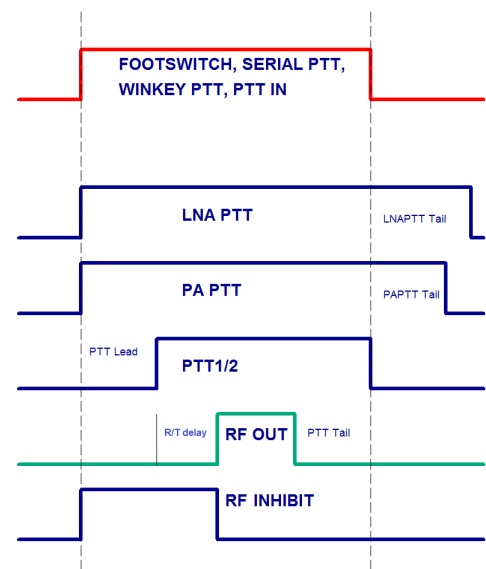 FOOTSWITCH, SERIAL PTT,
WINKEY PTT, PTT IN
LNA PTT
LNAPTT Tail
PA PTT
PAPTT Tail
PTT Lead
PTT1/2
R/T delay
RF OUT
PTT Tail
RF INHIBIT